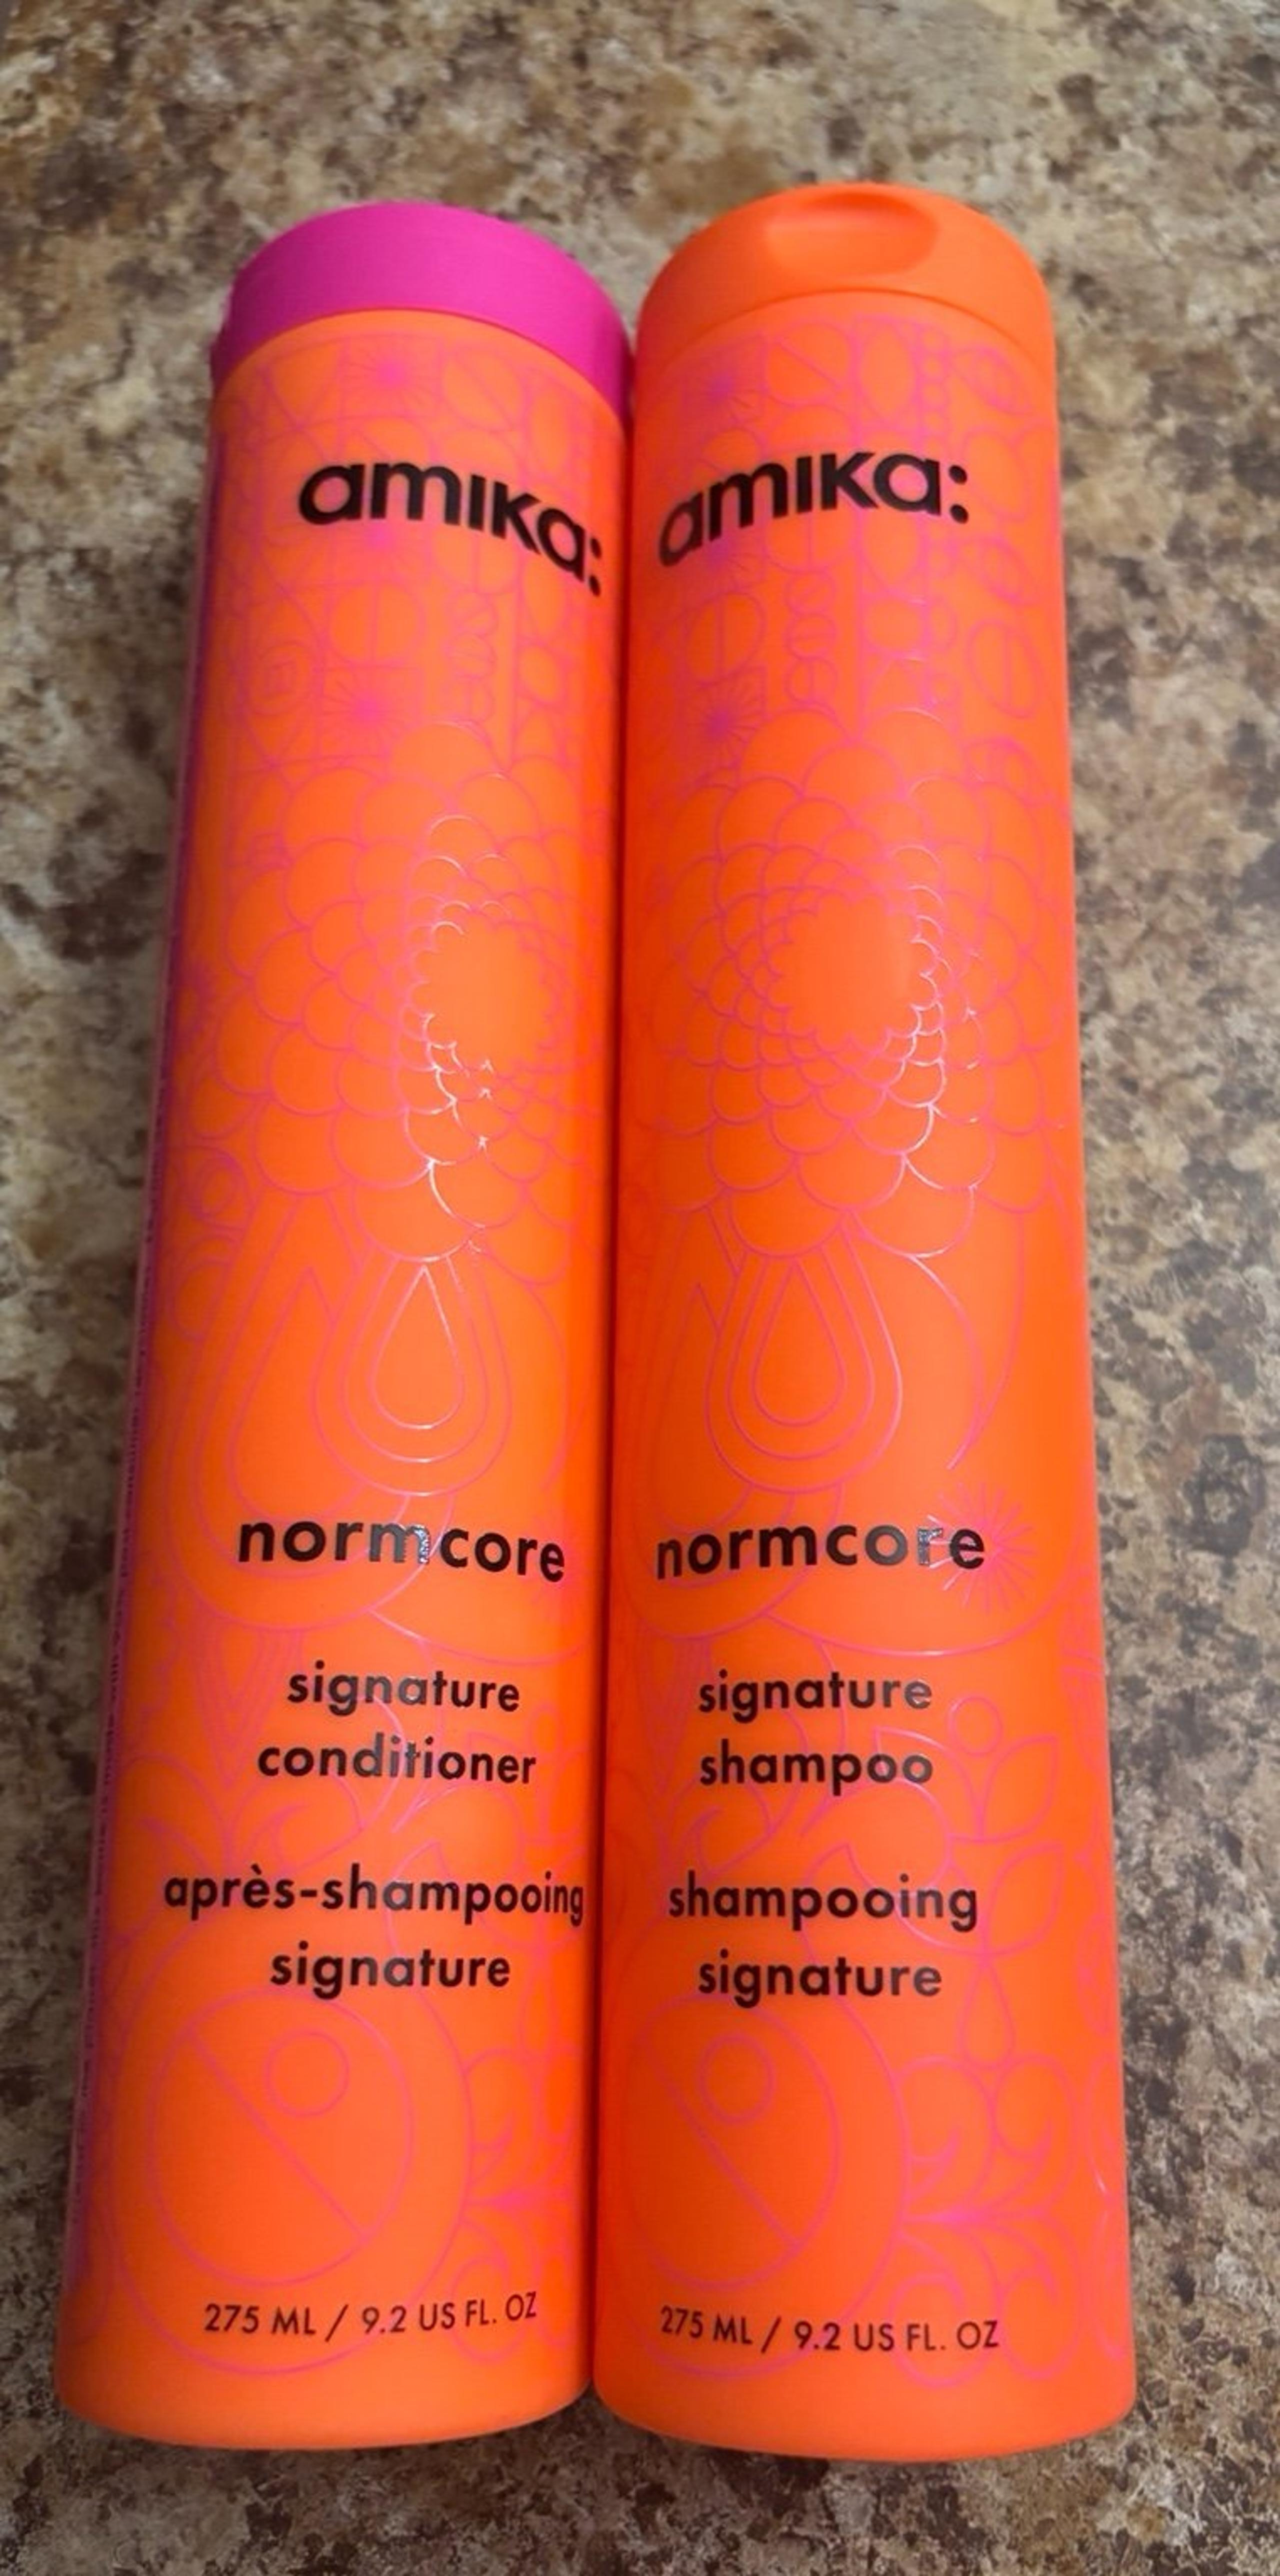 amika:
normcore
signature
conditioner
après-shampooing
signature
275 ML / 9.2 US FL. OZ
amika:
normcore
signature
shampoo
shampooing
signature
275 ML / 9.2 US FL. OZ